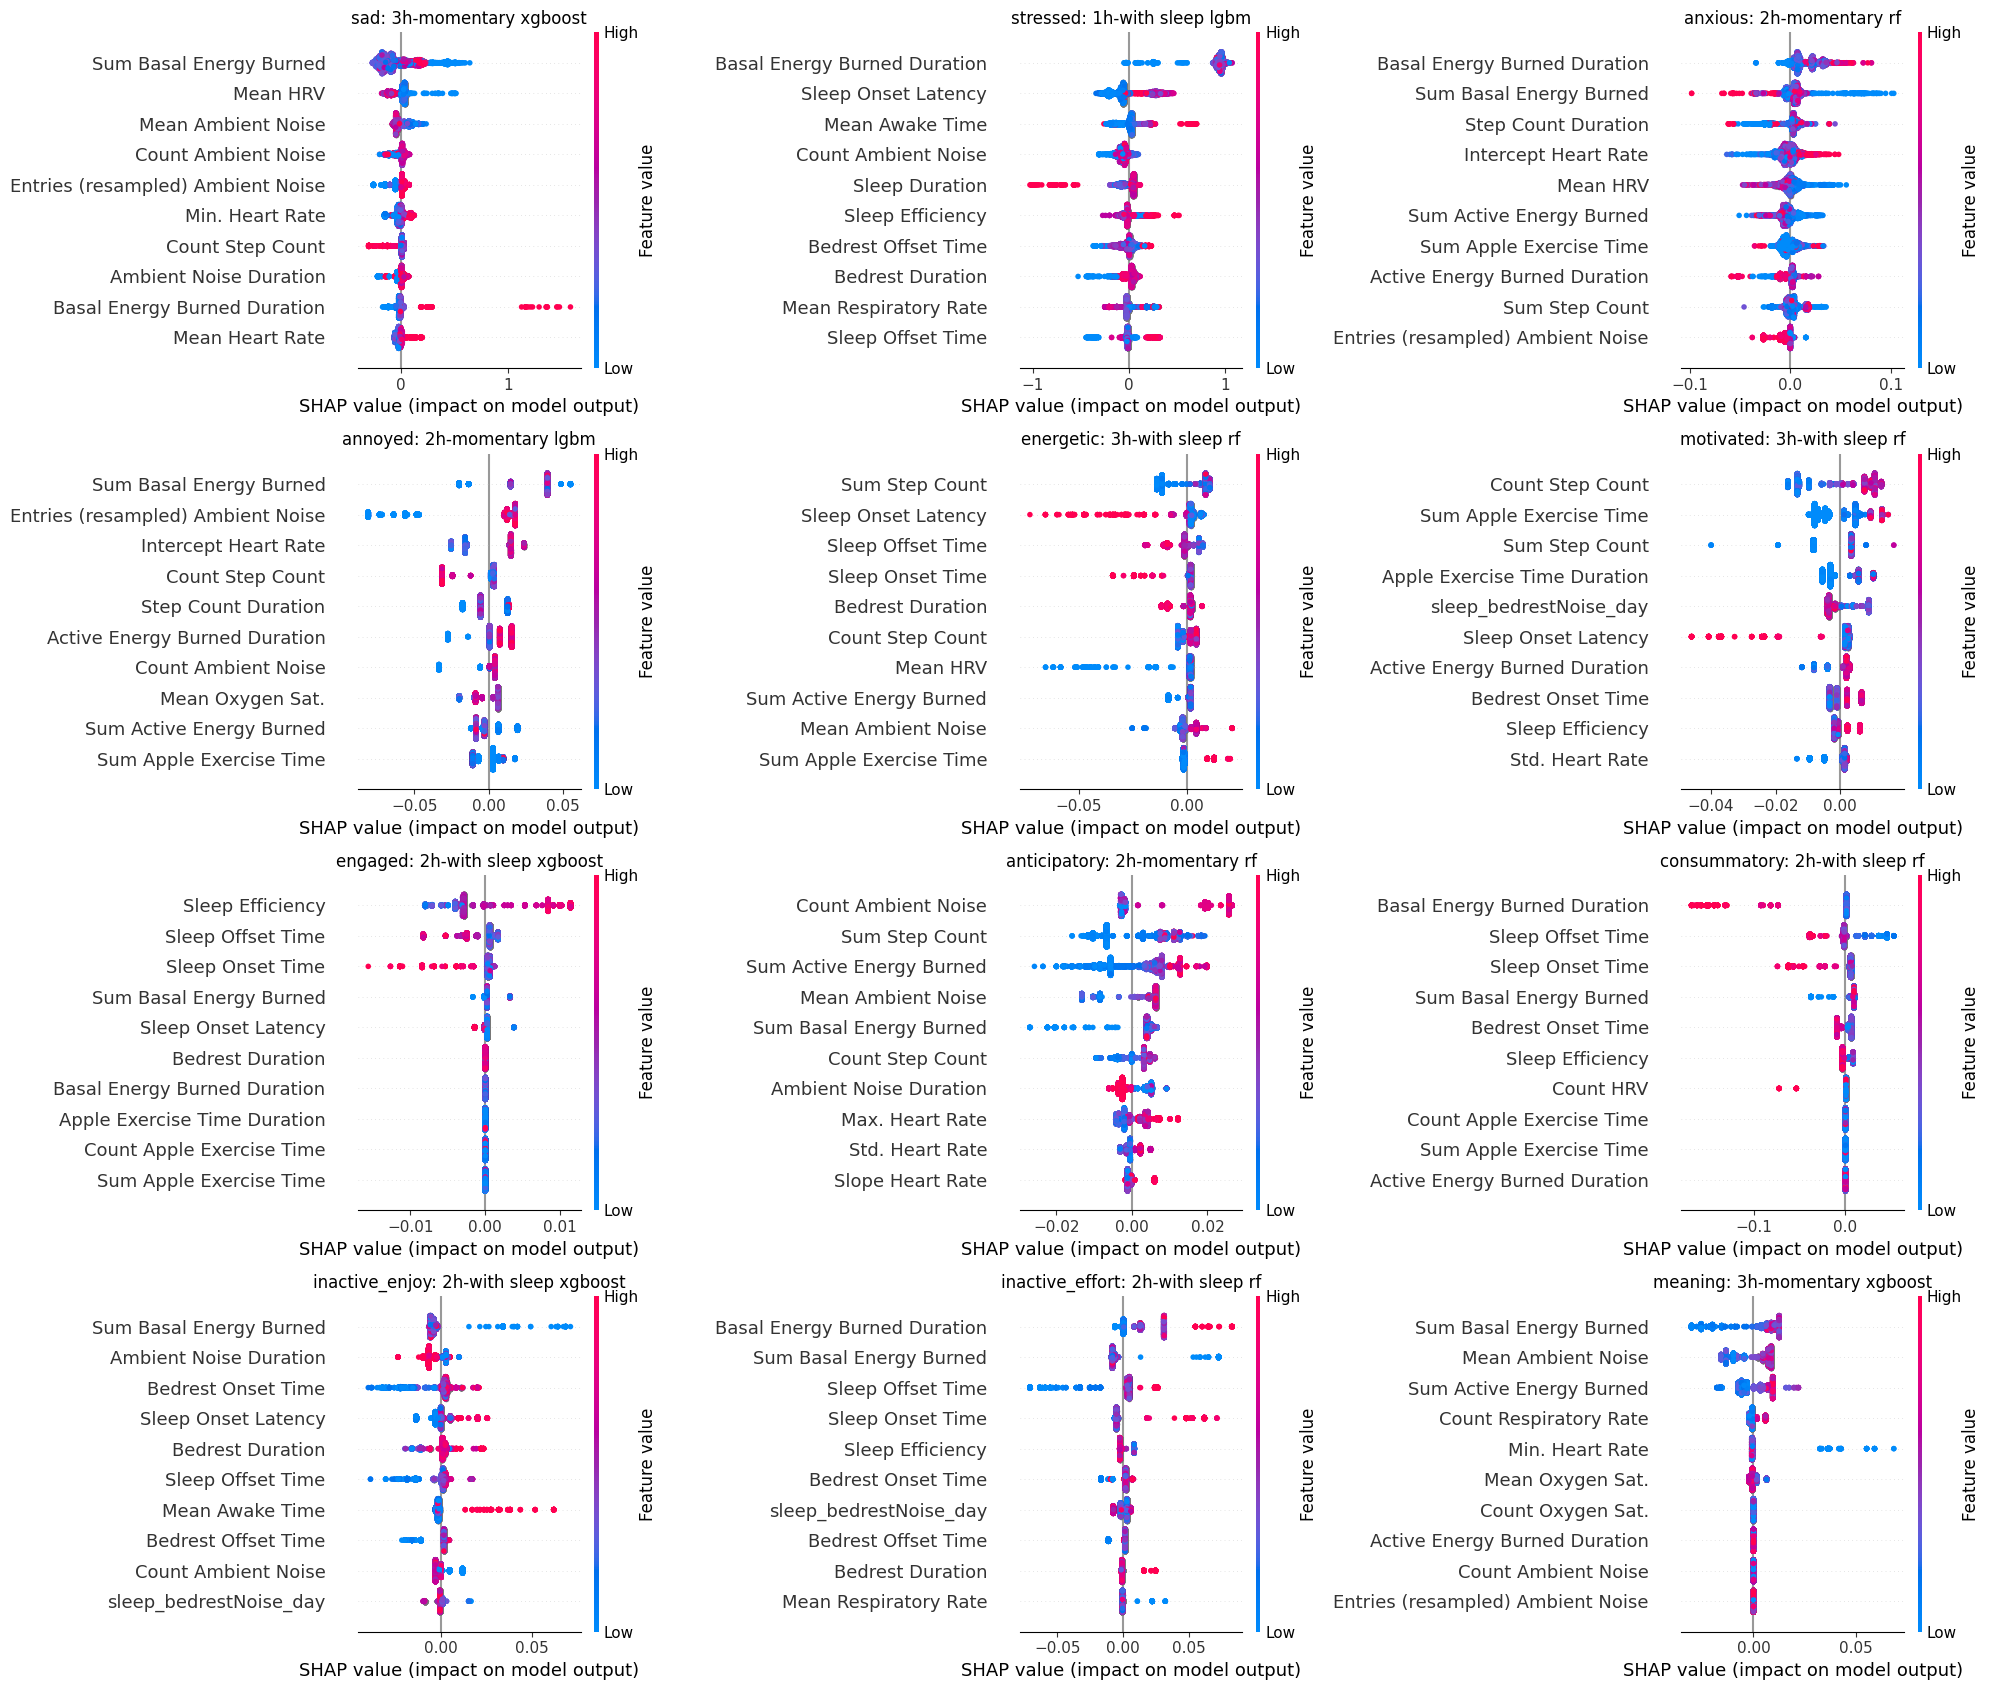 sad: 3h-momentary xgboost
High
Sum Basal Energy Burned
Mean HRV
Mean Ambient Noise
Count Ambient Noise
Entries (resampled) Ambient Noise
Min. Heart Rate
Count Step Count
Ambient Noise Duration
Basal Energy Burned Duration
Mean Heart Rate
Feature value
Low
0 1
SHAP value (impact on model output)
stressed: 1h-with sleep lgbm
High
Basal Energy Burned Duration
Sleep Onset Latency
Mean Awake Time
Count Ambient Noise
Sleep Duration
Sleep Efficiency
Bedrest Offset Time
Bedrest Duration
Mean Respiratory Rate
Sleep Offset Time
Feature value
Low
−1 0 1
SHAP value (impact on model output)
anxious: 2h-momentary rf
High
Basal Energy Burned Duration
Sum Basal Energy Burned
Step Count Duration
Intercept Heart Rate
Mean HRV
Sum Active Energy Burned
Sum Apple Exercise Time
Active Energy Burned Duration
Sum Step Count
Entries (resampled) Ambient Noise
Feature value
Low
−0.1 0.0 0.1
SHAP value (impact on model output)
annoyed: 2h-momentary lgbm
High
Sum Basal Energy Burned
Entries (resampled) Ambient Noise
Intercept Heart Rate
Count Step Count
Step Count Duration
Active Energy Burned Duration
Count Ambient Noise
Mean Oxygen Sat.
Sum Active Energy Burned
Sum Apple Exercise Time
Feature value
Low
−0.05 0.00 0.05
SHAP value (impact on model output)
energetic: 3h-with sleep rf
High
Sum Step Count
Sleep Onset Latency
Sleep Offset Time
Sleep Onset Time
Bedrest Duration
Count Step Count
Mean HRV
Sum Active Energy Burned
Mean Ambient Noise
Sum Apple Exercise Time
Feature value
Low
−0.05 0.00
SHAP value (impact on model output)
motivated: 3h-with sleep rf
High
Count Step Count
Sum Apple Exercise Time
Sum Step Count
Apple Exercise Time Duration
sleep_bedrestNoise_day
Sleep Onset Latency
Active Energy Burned Duration
Bedrest Onset Time
Sleep Efficiency
Std. Heart Rate
Feature value
Low
−0.04 −0.02 0.00
SHAP value (impact on model output)
engaged: 2h-with sleep xgboost
High
Sleep Efficiency
Sleep Offset Time
Sleep Onset Time
Sum Basal Energy Burned
Sleep Onset Latency
Bedrest Duration
Basal Energy Burned Duration
Apple Exercise Time Duration
Count Apple Exercise Time
Sum Apple Exercise Time
Feature value
Low
−0.01 0.00 0.01
SHAP value (impact on model output)
anticipatory: 2h-momentary rf
High
Count Ambient Noise
Sum Step Count
Sum Active Energy Burned
Mean Ambient Noise
Sum Basal Energy Burned
Count Step Count
Ambient Noise Duration
Max. Heart Rate
Std. Heart Rate
Slope Heart Rate
Feature value
Low
−0.02 0.00 0.02
SHAP value (impact on model output)
consummatory: 2h-with sleep rf
High
Basal Energy Burned Duration
Sleep Offset Time
Sleep Onset Time
Sum Basal Energy Burned
Bedrest Onset Time
Sleep Efficiency
Count HRV
Count Apple Exercise Time
Sum Apple Exercise Time
Active Energy Burned Duration
Feature value
Low
−0.1 0.0
SHAP value (impact on model output)
inactive_enjoy: 2h-with sleep xgboost
High
Sum Basal Energy Burned
Ambient Noise Duration
Bedrest Onset Time
Sleep Onset Latency
Bedrest Duration
Sleep Offset Time
Mean Awake Time
Bedrest Offset Time
Count Ambient Noise
sleep_bedrestNoise_day
Feature value
Low
0.00 0.05
SHAP value (impact on model output)
inactive_effort: 2h-with sleep rf
High
Basal Energy Burned Duration
Sum Basal Energy Burned
Sleep Offset Time
Sleep Onset Time
Sleep Efficiency
Bedrest Onset Time
sleep_bedrestNoise_day
Bedrest Offset Time
Bedrest Duration
Mean Respiratory Rate
Feature value
Low
−0.05 0.00 0.05
SHAP value (impact on model output)
meaning: 3h-momentary xgboost
High
Sum Basal Energy Burned
Mean Ambient Noise
Sum Active Energy Burned
Count Respiratory Rate
Min. Heart Rate
Mean Oxygen Sat.
Count Oxygen Sat.
Active Energy Burned Duration
Count Ambient Noise
Entries (resampled) Ambient Noise
Feature value
Low
0.00 0.05
SHAP value (impact on model output)